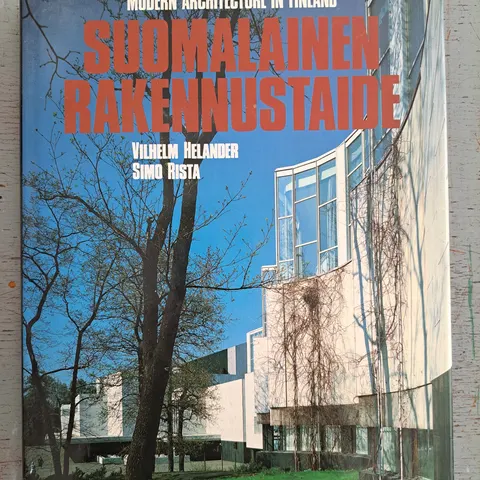 MODERN ARCHITECTURE IN FINLAND
SUOMALAINEN
RAKENNUSTAIDE
VILHELM HELANDER
SIMO RISTA